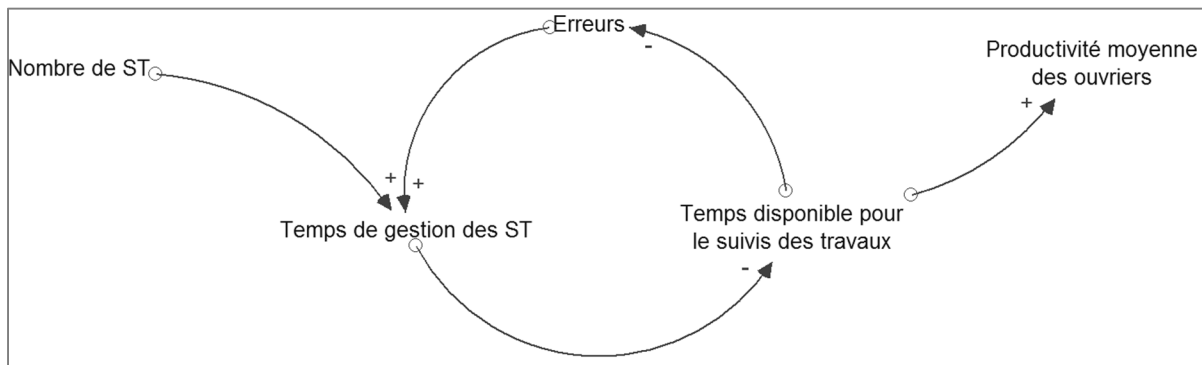 Erreurs
-
Nombre de ST
Productivité moyenne
des ouvriers
+
+ +
Temps de gestion des ST
Temps disponible pour
le suivis des travaux
-